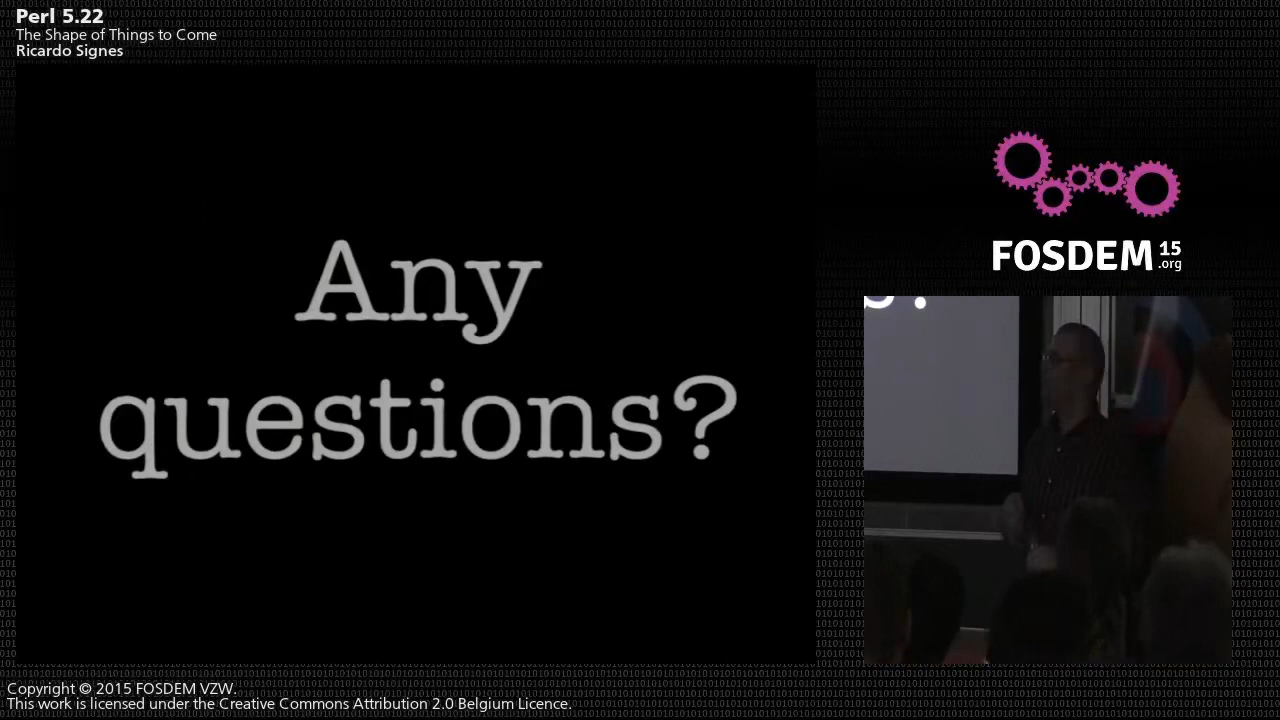 Perl 5.22
The Shape of Things to Come
Ricardo Signes
Any
questions?
FOSDEM 15
.org
Copyright © 2015 FOSDEM VZW.
This work is licensed under the Creative Commons Attribution 2.0 Belgium Licence.